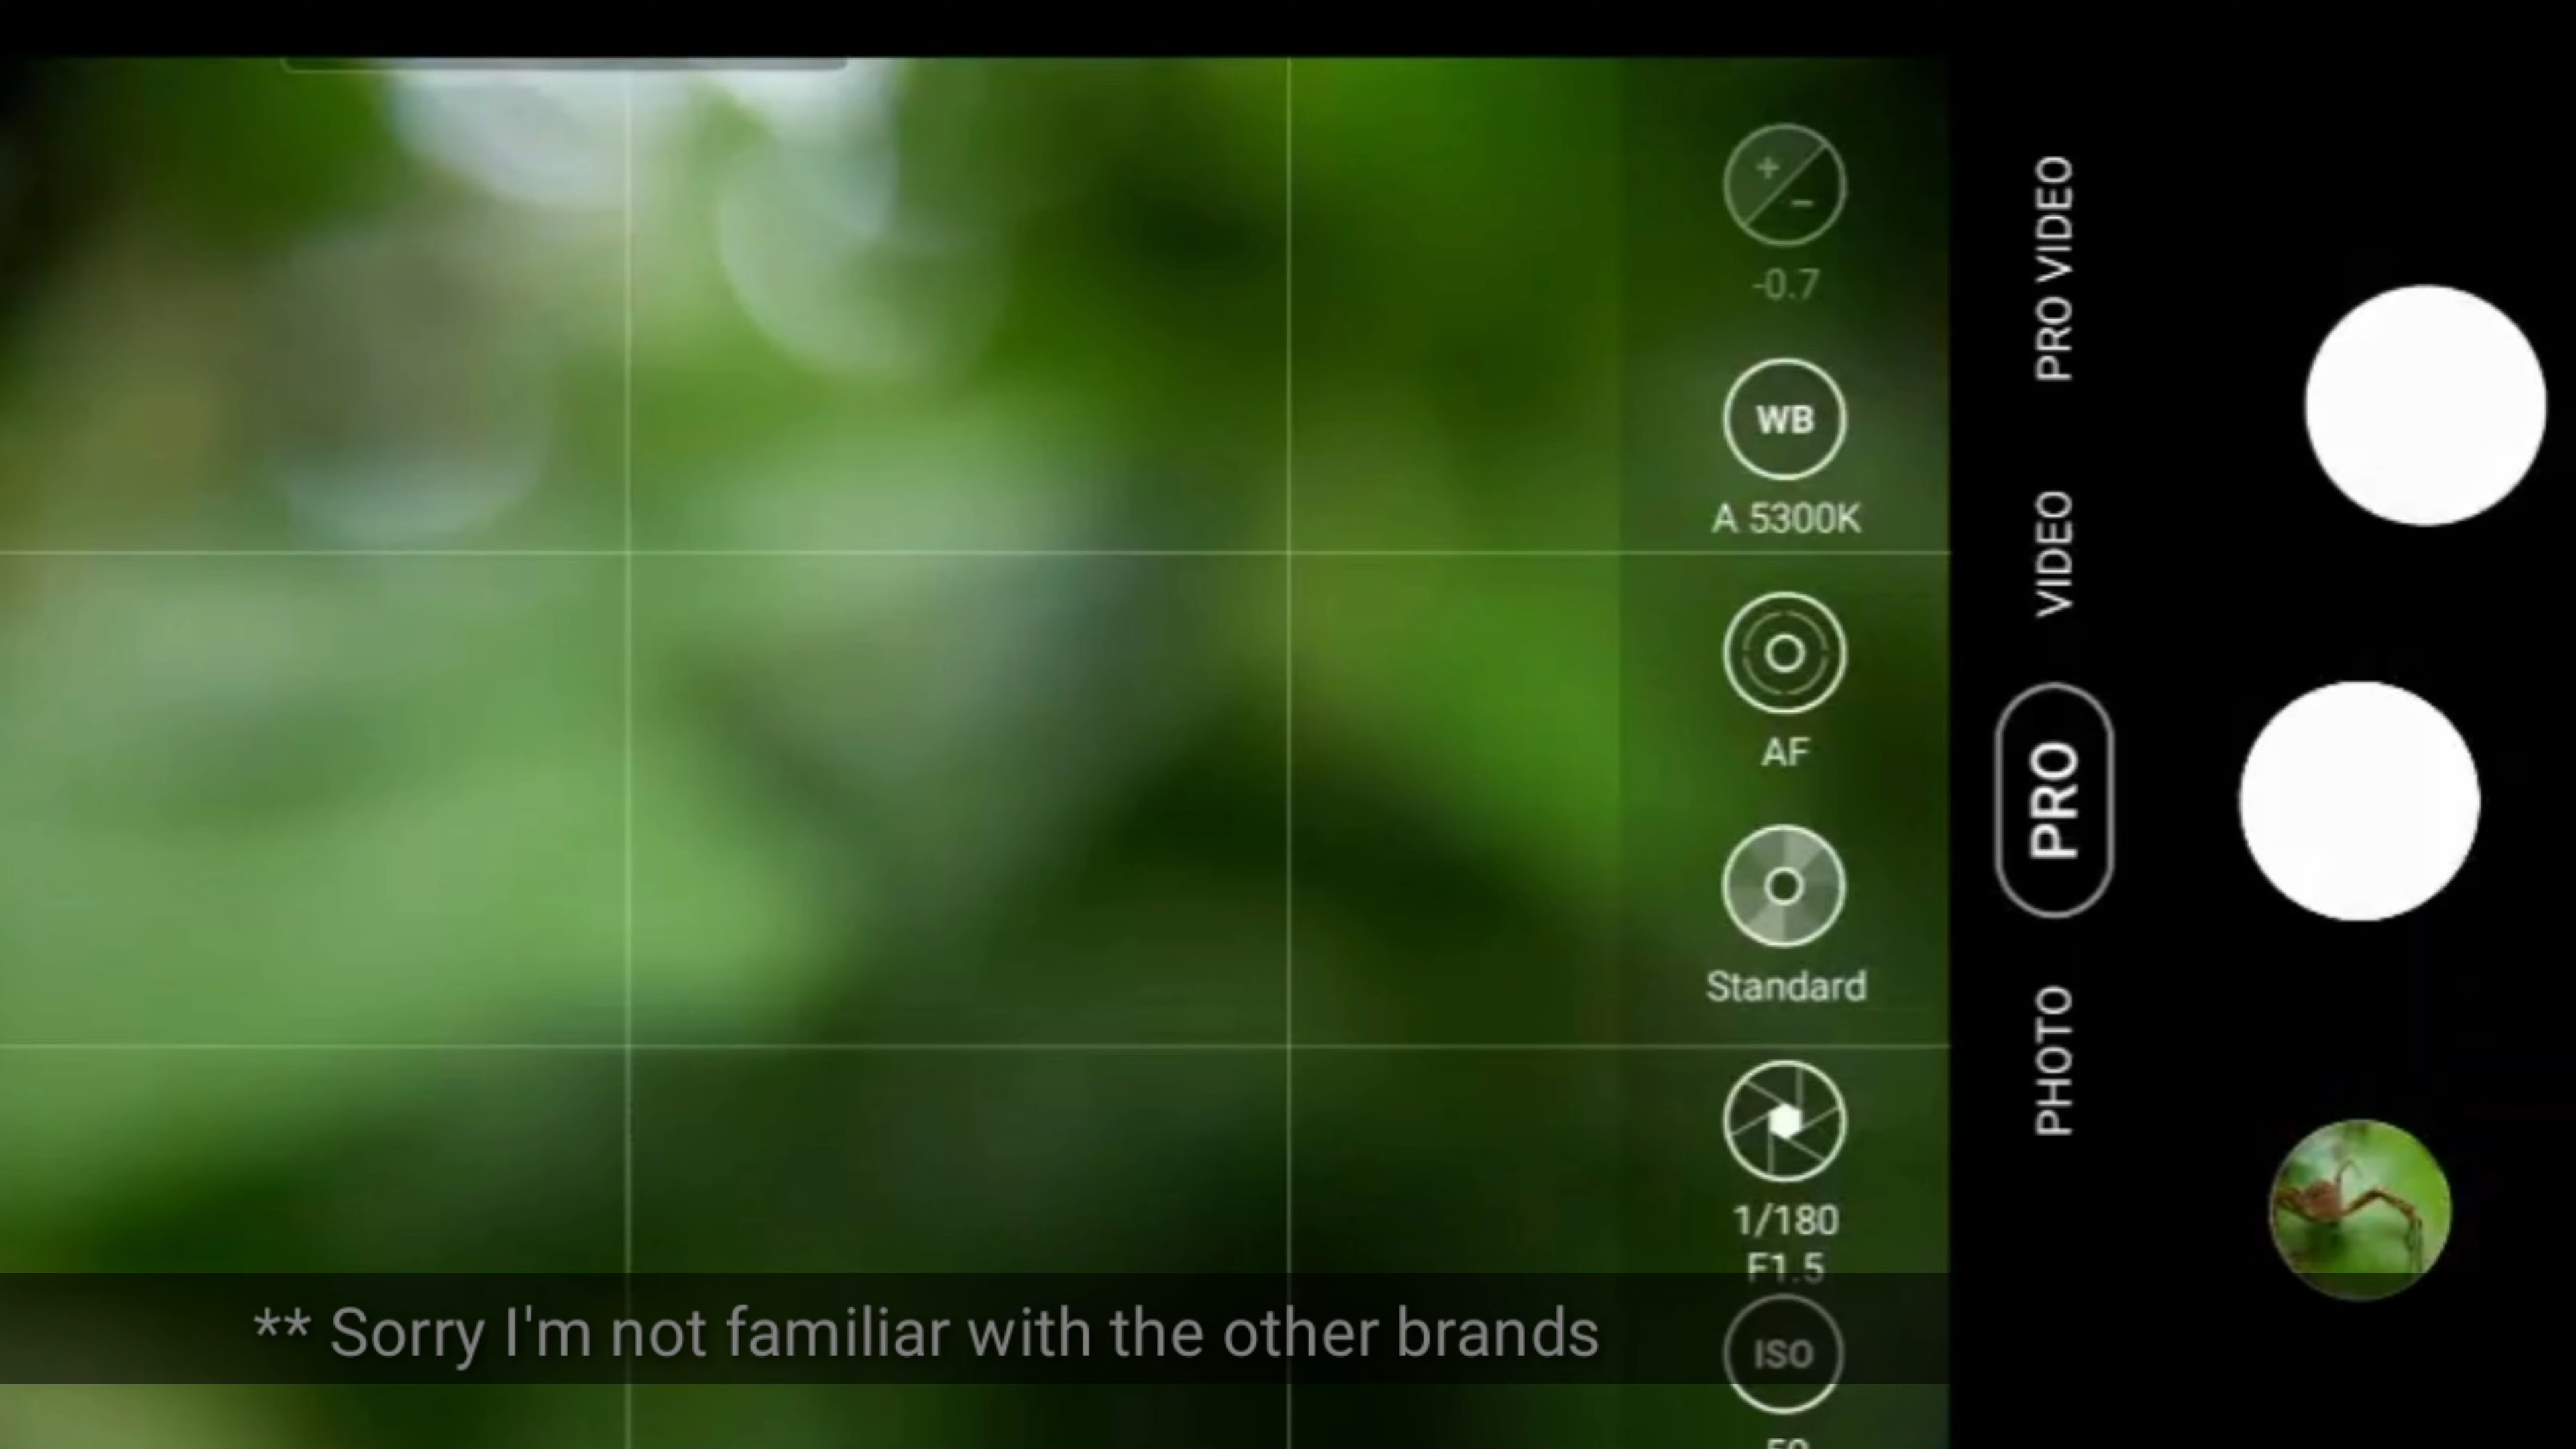 -0.7
WB
A 5300K
AF
Standard
1/180
F1.5
ISO
50
PRO VIDEO
VIDEO
PRO
PHOTO
** Sorry I'm not familiar with the other brands